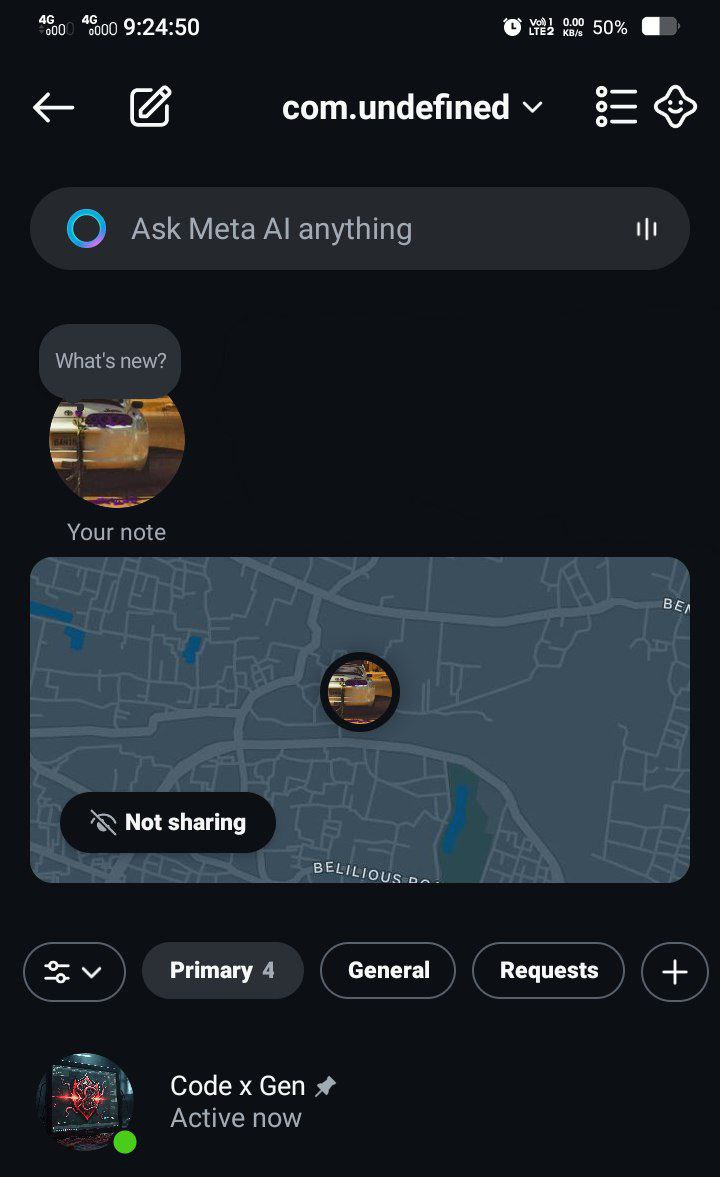 4G 4G 9:24:50 Vo) 1 LTE2 0.00 KB/s 50%
com.undefined
Ask Meta AI anything
What's new?
Your note
BEN
Not sharing
BELILIOUS
Primary 4 General Requests
Code x Gen
Active now